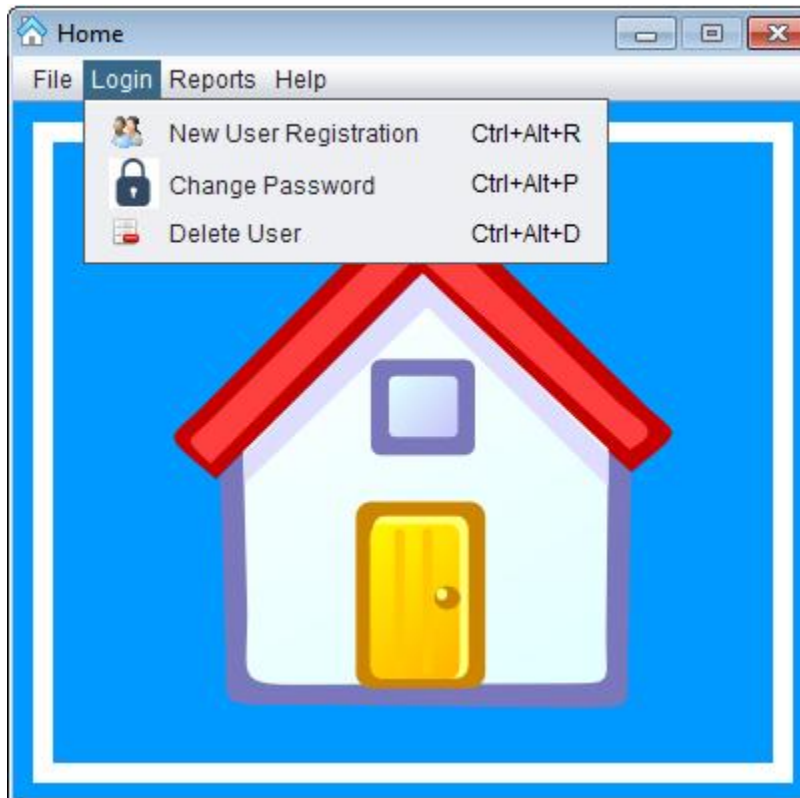 Home
File Login Reports Help
New User Registration Ctrl+Alt+R
Change Password Ctrl+Alt+P
Delete User Ctrl+Alt+D